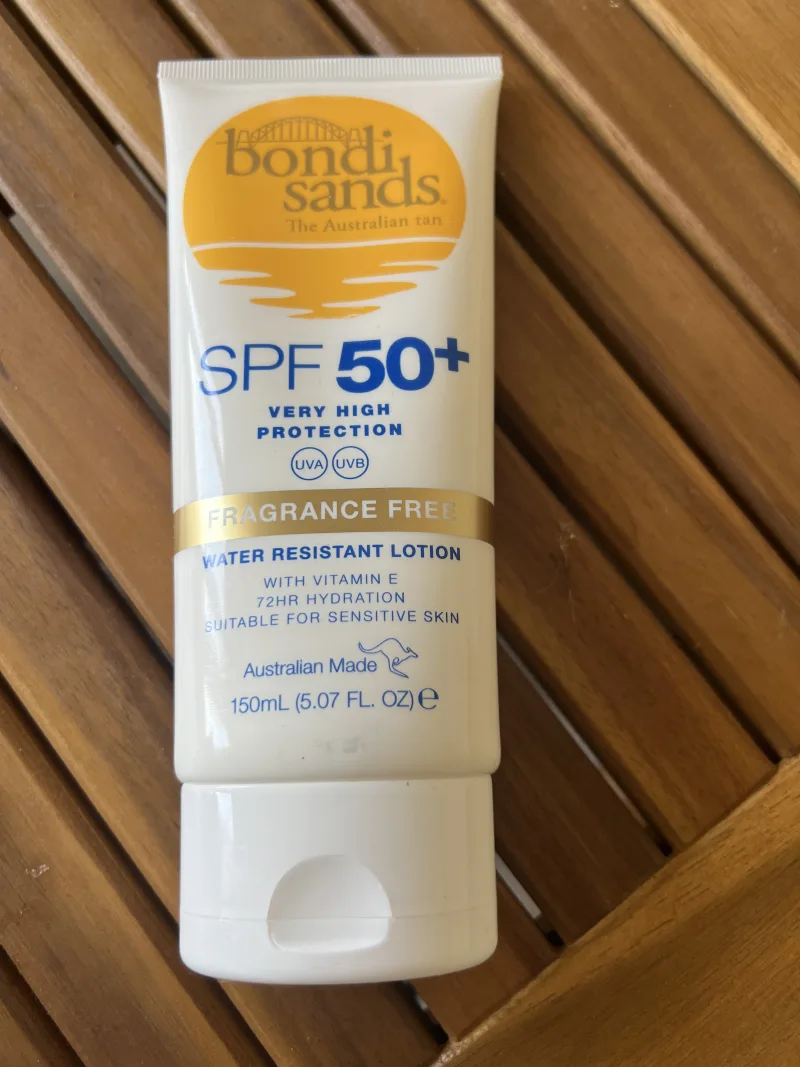 bondi
sands
The Australian tan
SPF 50+
VERY HIGH
PROTECTION
UVA UVB
FRAGRANCE FREE
WATER RESISTANT LOTION
WITH VITAMIN E
72HR HYDRATION
SUITABLE FOR SENSITIVE SKIN
Australian Made
150mL (5.07 FL. OZ) ℮